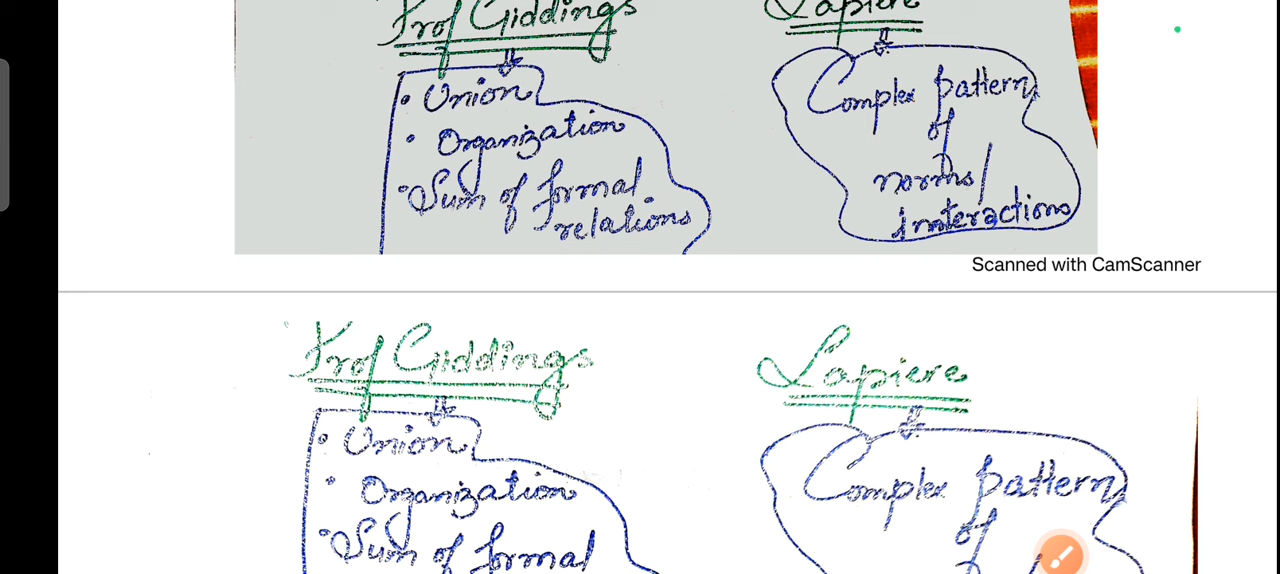 Prof Giddings
Lapiere
• Union
• Organization
• Sum of formal
relations
Complex pattern
of
norms/
interactions
Scanned with CamScanner
Prof Giddings
Lapiere
• Union
• Organization
• Sum of formal
Complex pattern
of